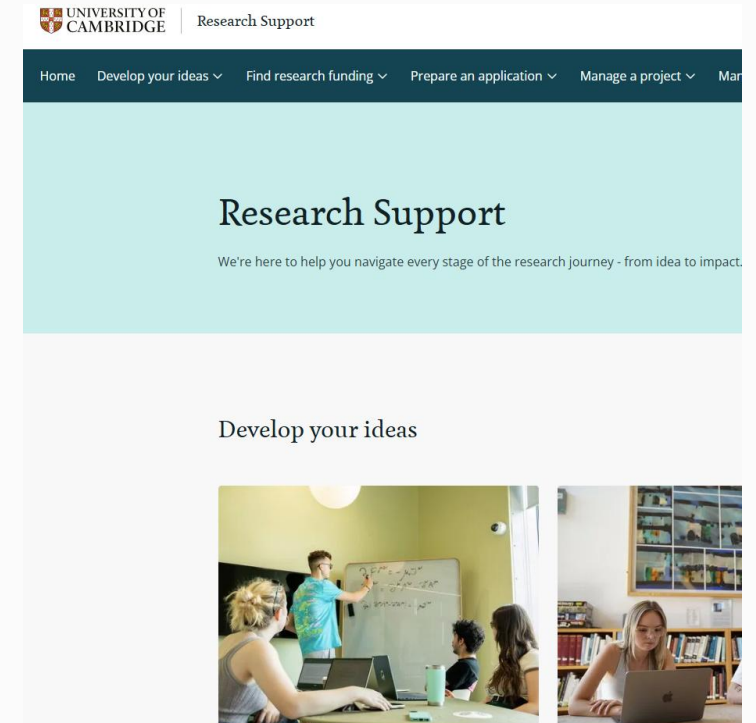 UNIVERSITY OF
CAMBRIDGE
Research Support
Home Develop your ideas Find research funding Prepare an application Manage a project
Research Support
We're here to help you navigate every stage of the research journey - from idea to impact.
Develop your ideas